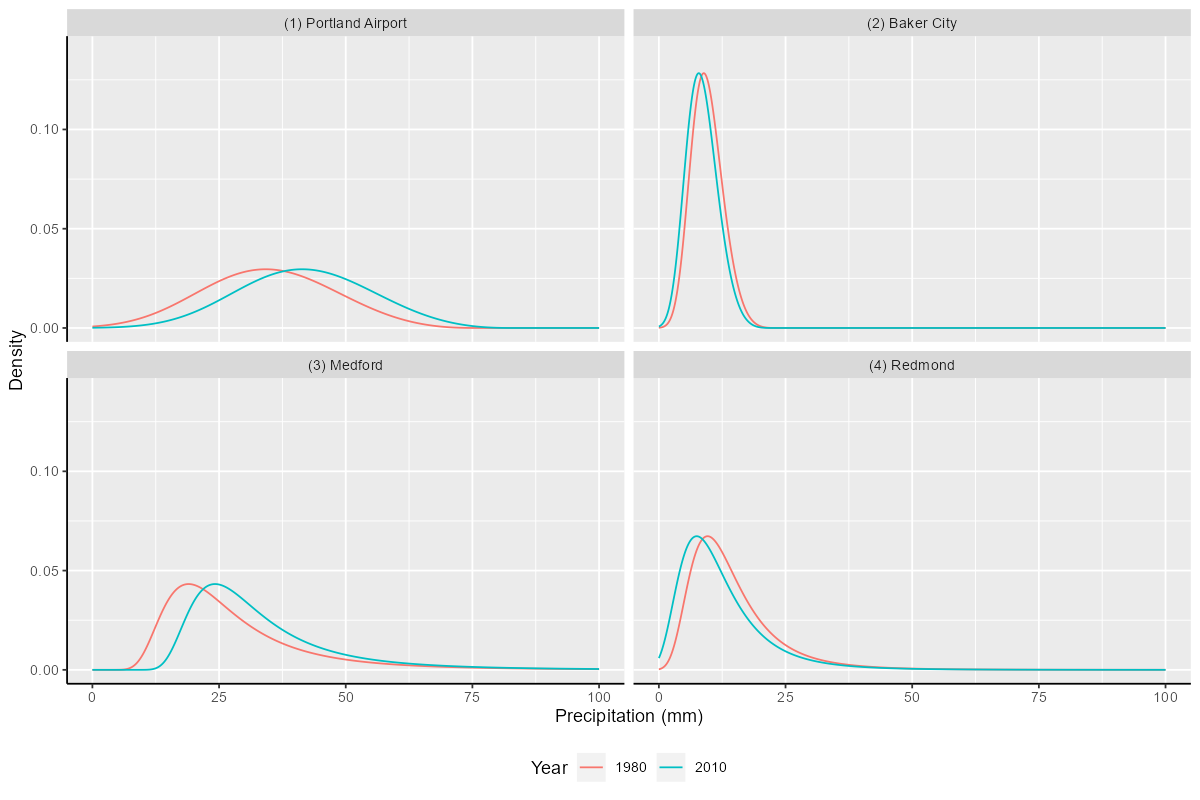 (1) Portland Airport
(2) Baker City
0.10
0.05
0.00
Density
(3) Medford
(4) Redmond
0.10
0.05
0.00
0 25 50 75 100 0 25 50 75 100
Precipitation (mm)
Year 1980 2010